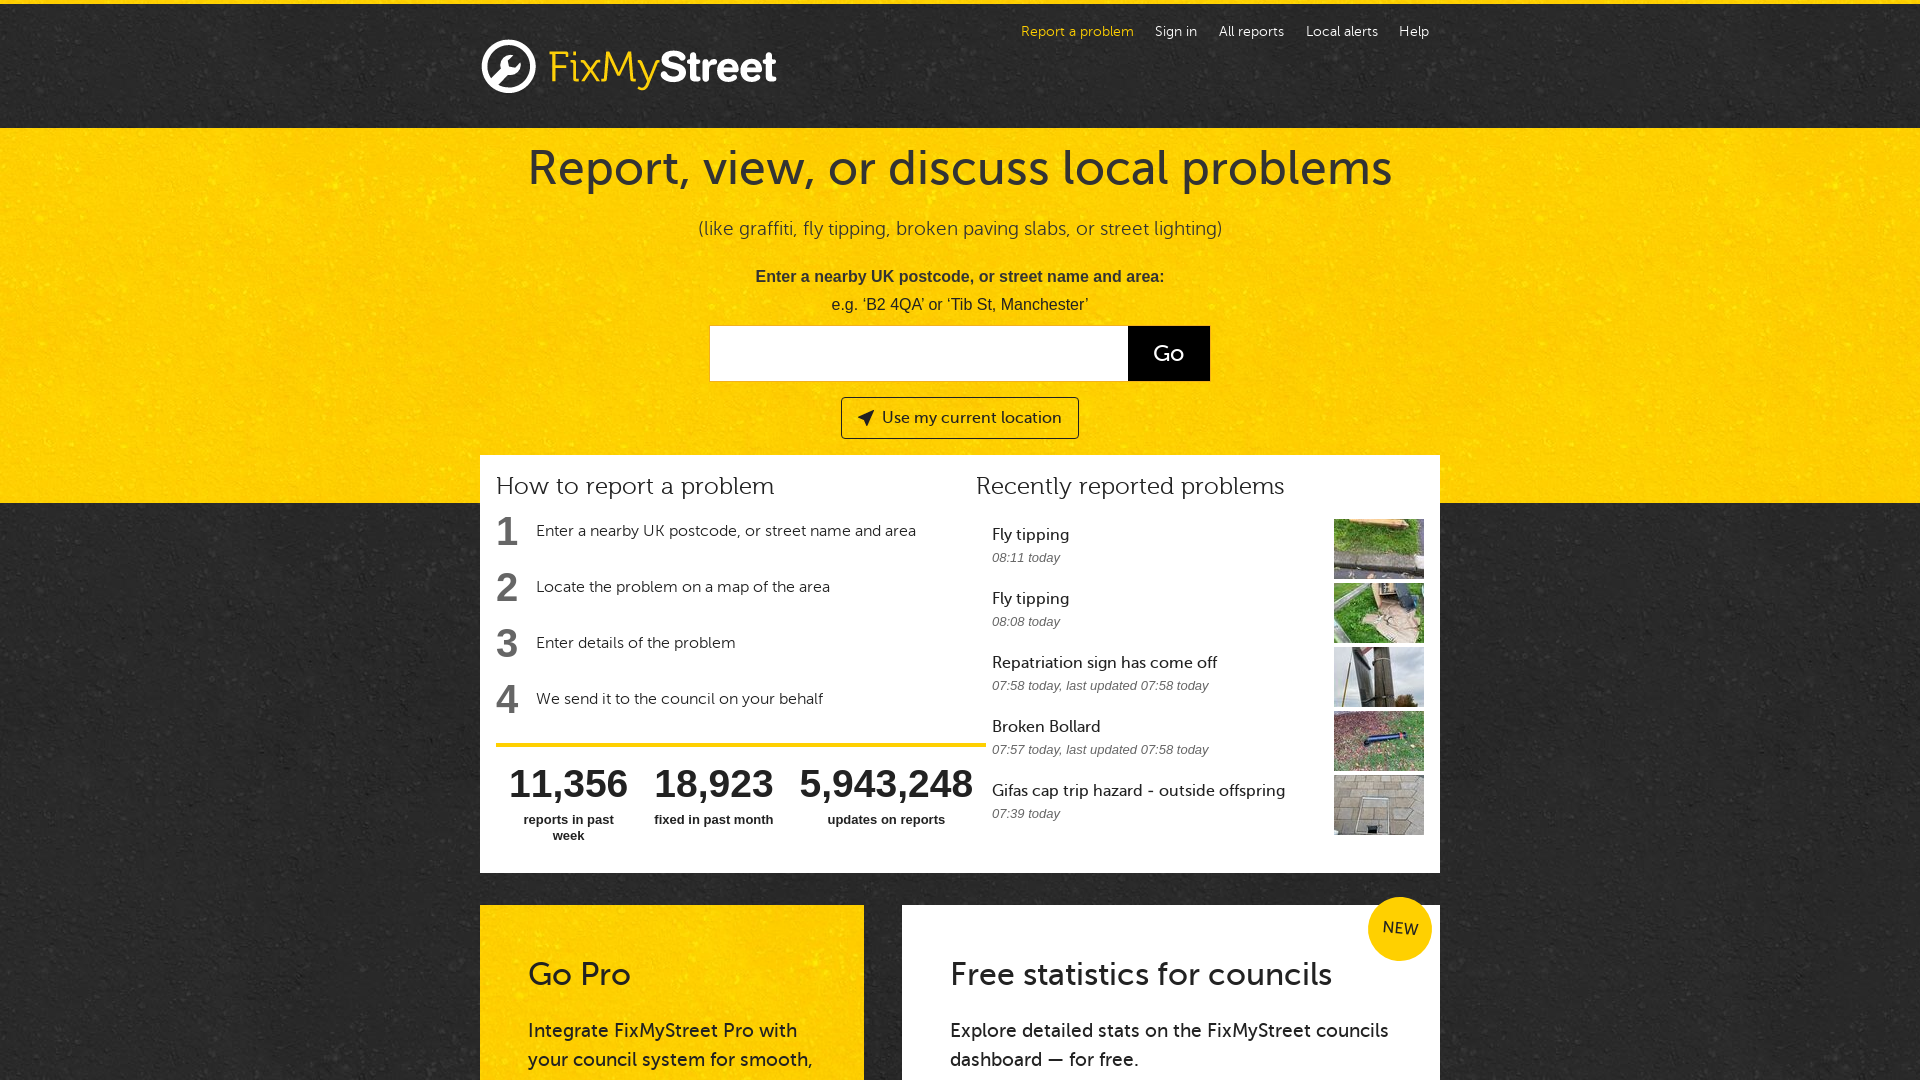 Report a problem
Sign in
All reports
Local alerts
Help
FixMyStreet
Report, view, or discuss local problems
(like graffiti, fly tipping, broken paving slabs, or street lighting)
Enter a nearby UK postcode, or street name and area:
e.g. ‘B2 4QA’ or ‘Tib St, Manchester’
Go
Use my current location
How to report a problem
1 Enter a nearby UK postcode, or street name and area
2 Locate the problem on a map of the area
3 Enter details of the problem
4 We send it to the council on your behalf
11,356
reports in past
week
18,923
fixed in past month
5,943,248
updates on reports
Recently reported problems
Fly tipping
08:11 today
Fly tipping
08:08 today
Repatriation sign has come off
07:58 today, last updated 07:58 today
Broken Bollard
07:57 today, last updated 07:58 today
Gifas cap trip hazard - outside offspring
07:39 today
Go Pro
Integrate FixMyStreet Pro with
your council system for smooth,
NEW
Free statistics for councils
Explore detailed stats on the FixMyStreet councils
dashboard — for free.